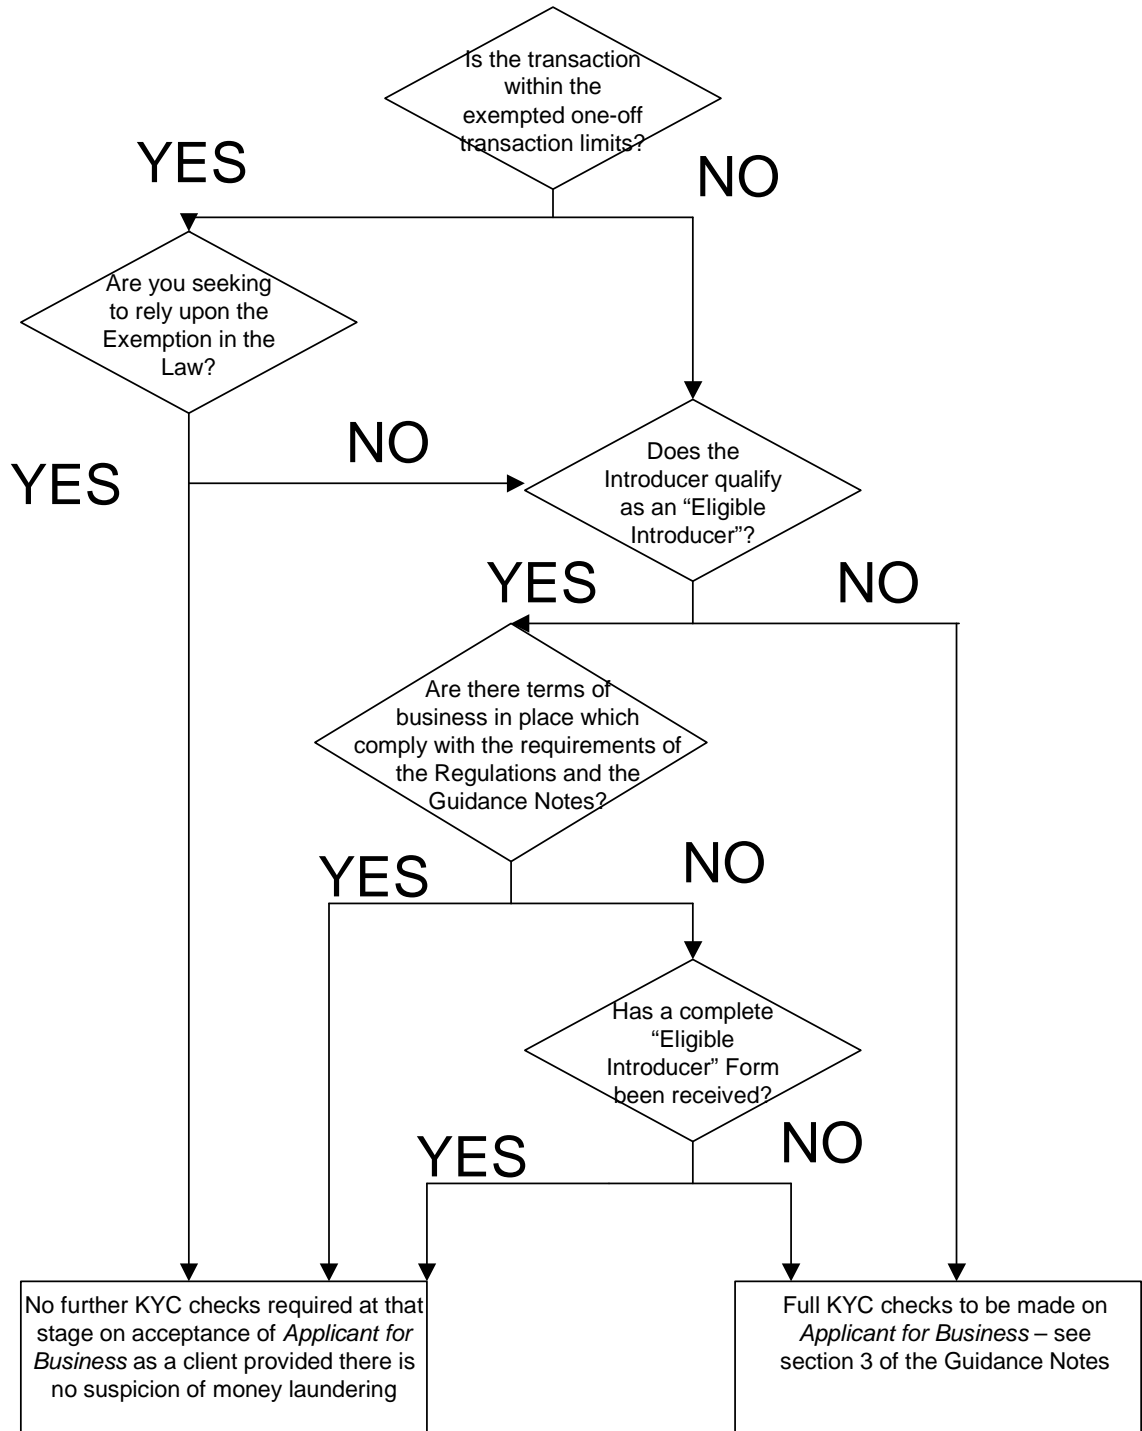 Is the transaction
within the
exempted one-off
transaction limits?
YES
NO
Are you seeking
to rely upon the
Exemption in the
Law?
NO
YES
Does the
Introducer qualify
as an “Eligible
Introducer”?
YES
NO
Are there terms of
business in place which
comply with the requirements of
the Regulations and the
Guidance Notes?
YES
NO
Has a complete
“Eligible
Introducer” Form
been received?
YES
NO
No further KYC checks required at that
stage on acceptance of Applicant for
Business as a client provided there is
no suspicion of money laundering
Full KYC checks to be made on
Applicant for Business – see
section 3 of the Guidance Notes